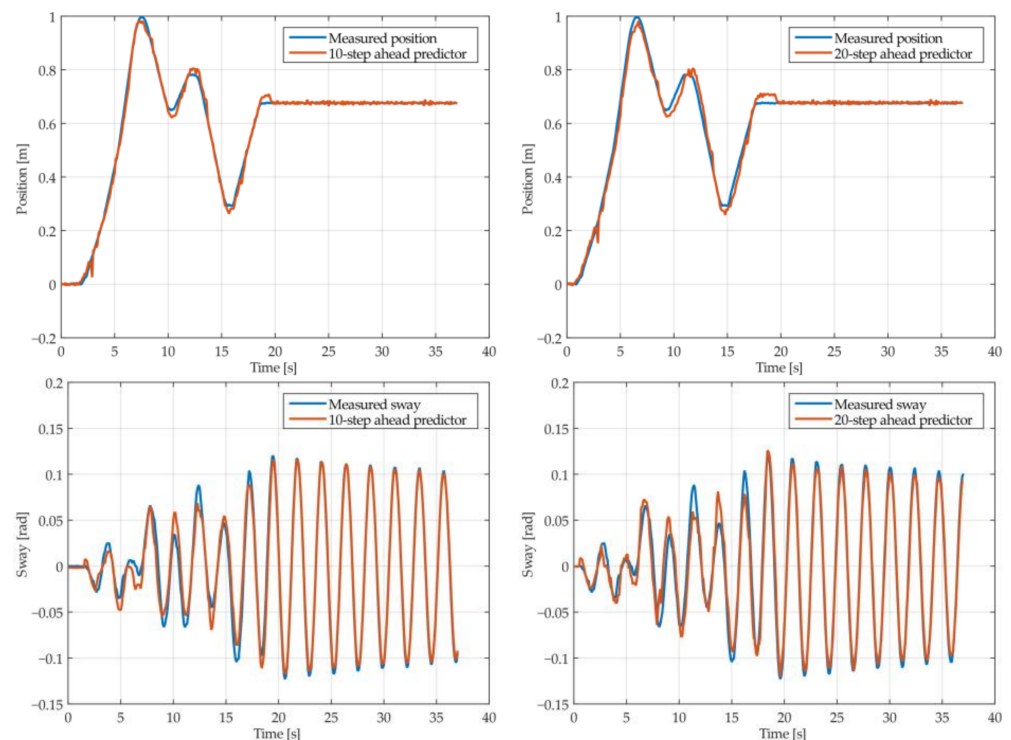 1
0.8
0.6
0.4
0.2
0
−0.2
Position [m]
0 5 10 15 20 25 30 35 40
Time [s]
Measured position
10-step ahead predictor
1
0.8
0.6
0.4
0.2
0
−0.2
Position [m]
0 5 10 15 20 25 30 35 40
Time [s]
Measured position
20-step ahead predictor
0.2
0.15
0.1
0.05
0
−0.05
−0.1
−0.15
Sway [rad]
0 5 10 15 20 25 30 35 40
Time [s]
Measured sway
10-step ahead predictor
0.2
0.15
0.1
0.05
0
−0.05
−0.1
−0.15
Sway [rad]
0 5 10 15 20 25 30 35 40
Time [s]
Measured sway
20-step ahead predictor